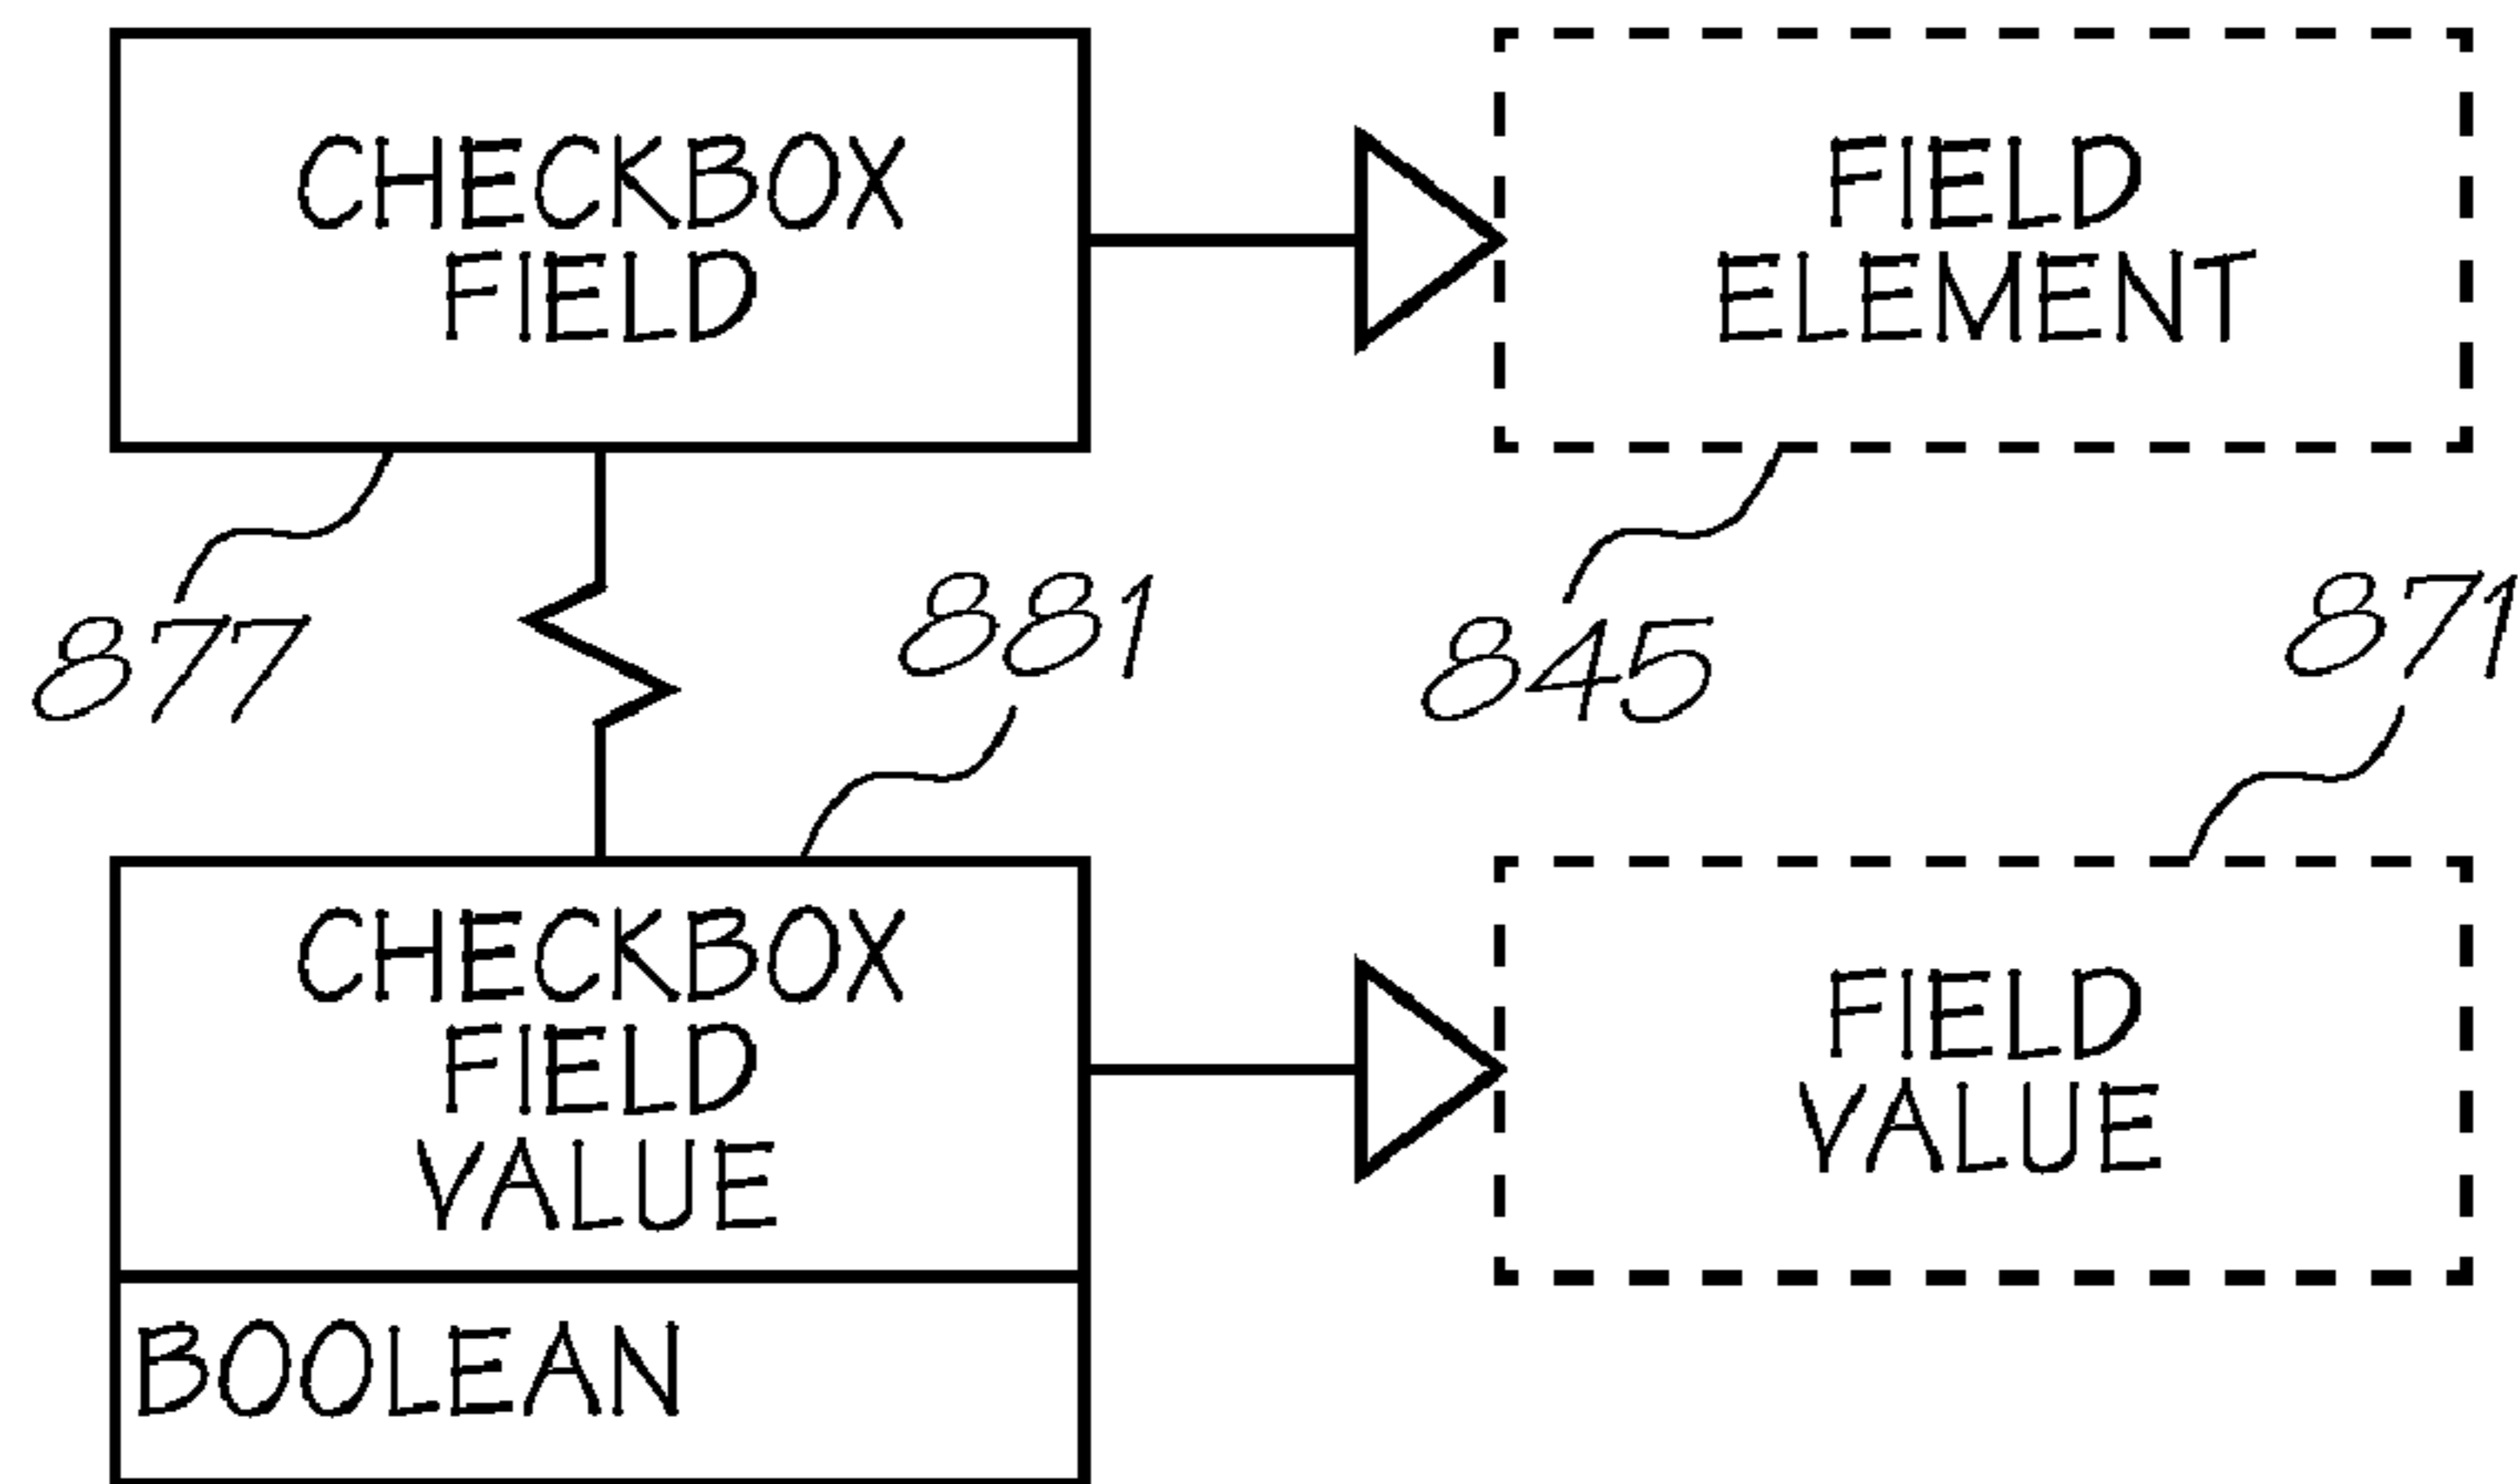 CHECKBOX
FIELD
FIELD
ELEMENT
877
881
845
871
CHECKBOX
FIELD
VALUE
FIELD
VALUE
BOOLEAN